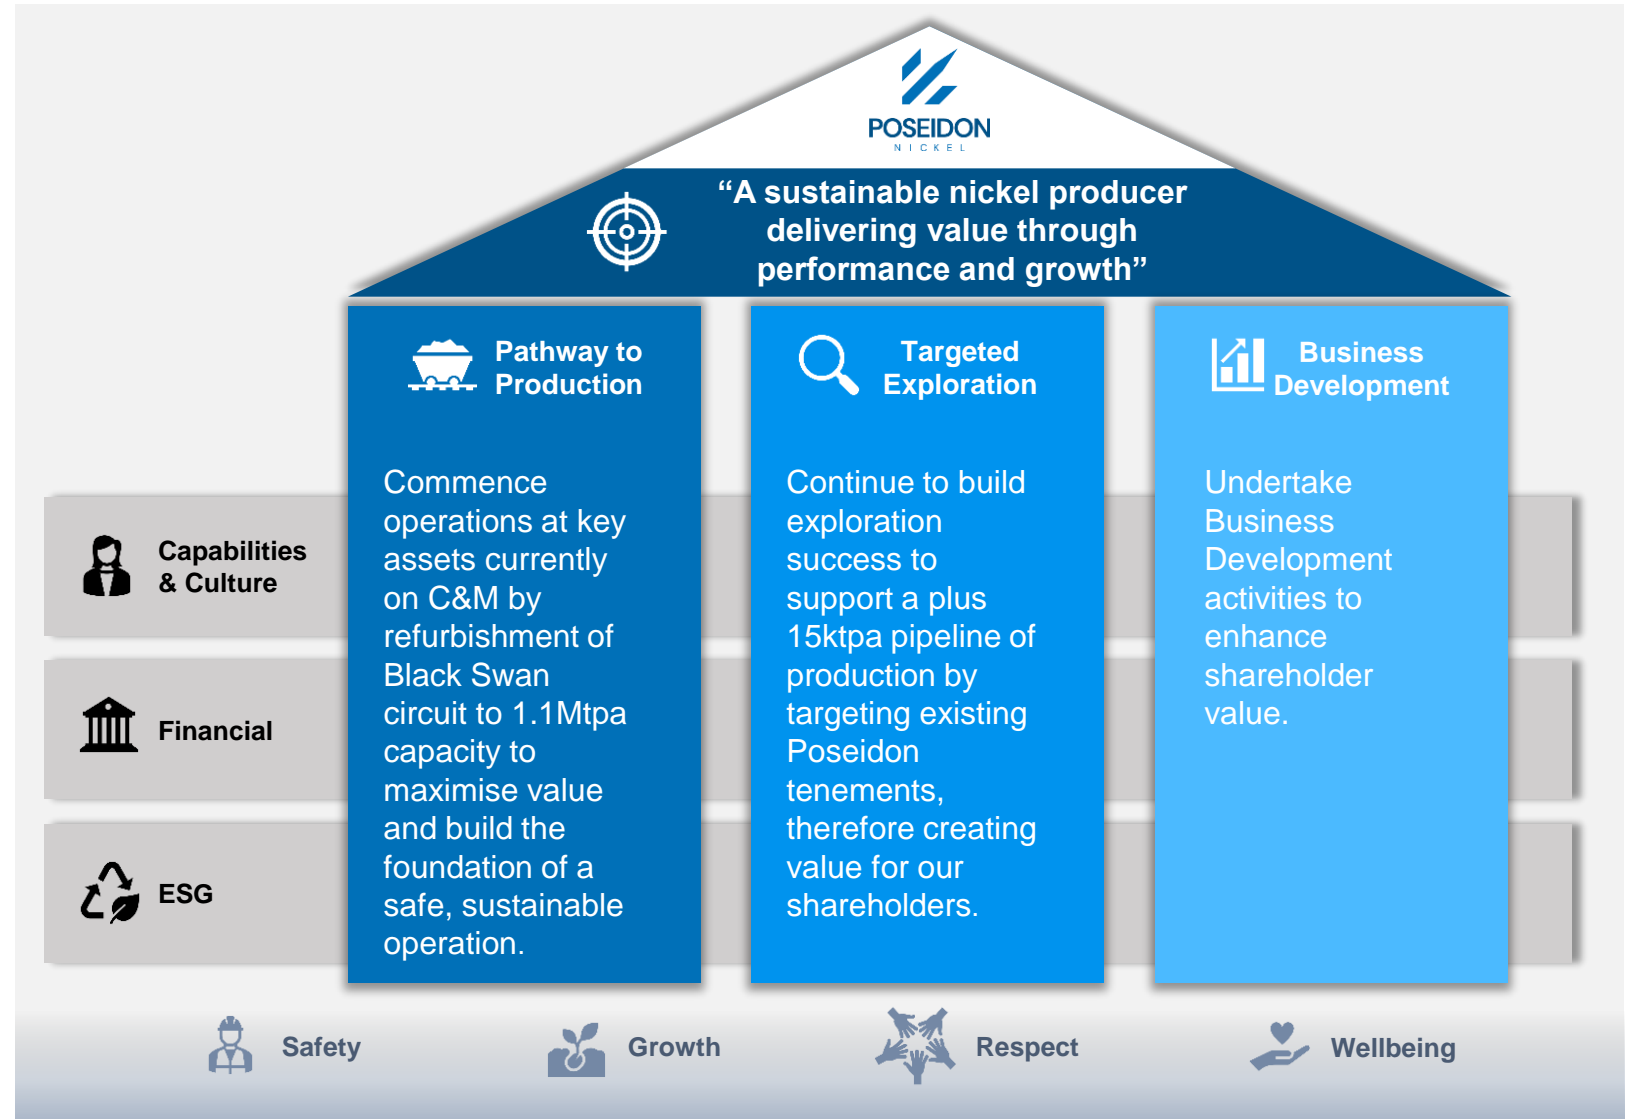 POSEIDON
NICKEL
“A sustainable nickel producer
delivering value through
performance and growth”
Pathway to
Production
Commence
operations at key
assets currently
on C&M by
refurbishment of
Black Swan
circuit to 1.1Mtpa
capacity to
maximise value
and build the
foundation of a
safe, sustainable
operation.
Targeted
Exploration
Continue to build
exploration
success to
support a plus
15ktpa pipeline of
production by
targeting existing
Poseidon
tenements,
therefore creating
value for our
shareholders.
Business
Development
Undertake
Business
Development
activities to
enhance
shareholder
value.
Capabilities
& Culture
Financial
ESG
Safety
Growth
Respect
Wellbeing